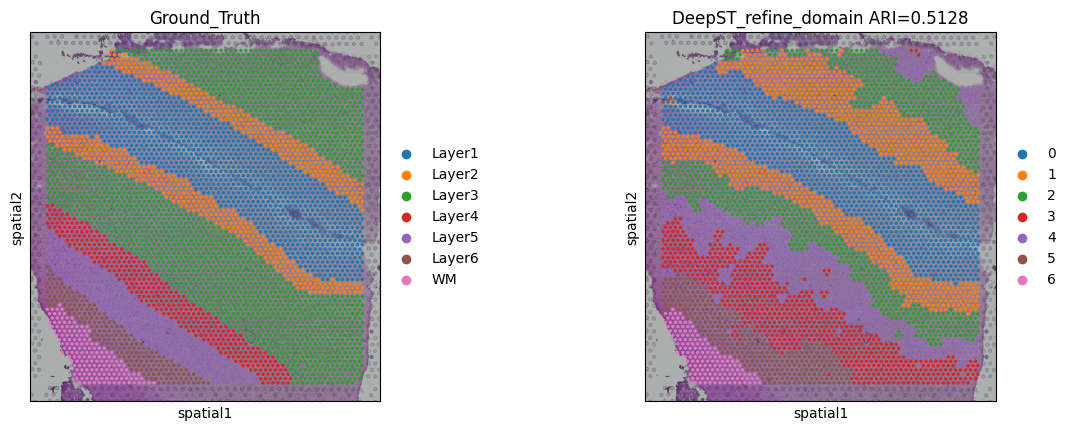 Ground_Truth
spatial2
spatial1
Layer1
Layer2
Layer3
Layer4
Layer5
Layer6
WM
DeepST_refine_domain ARI=0.5128
spatial2
spatial1
0
1
2
3
4
5
6